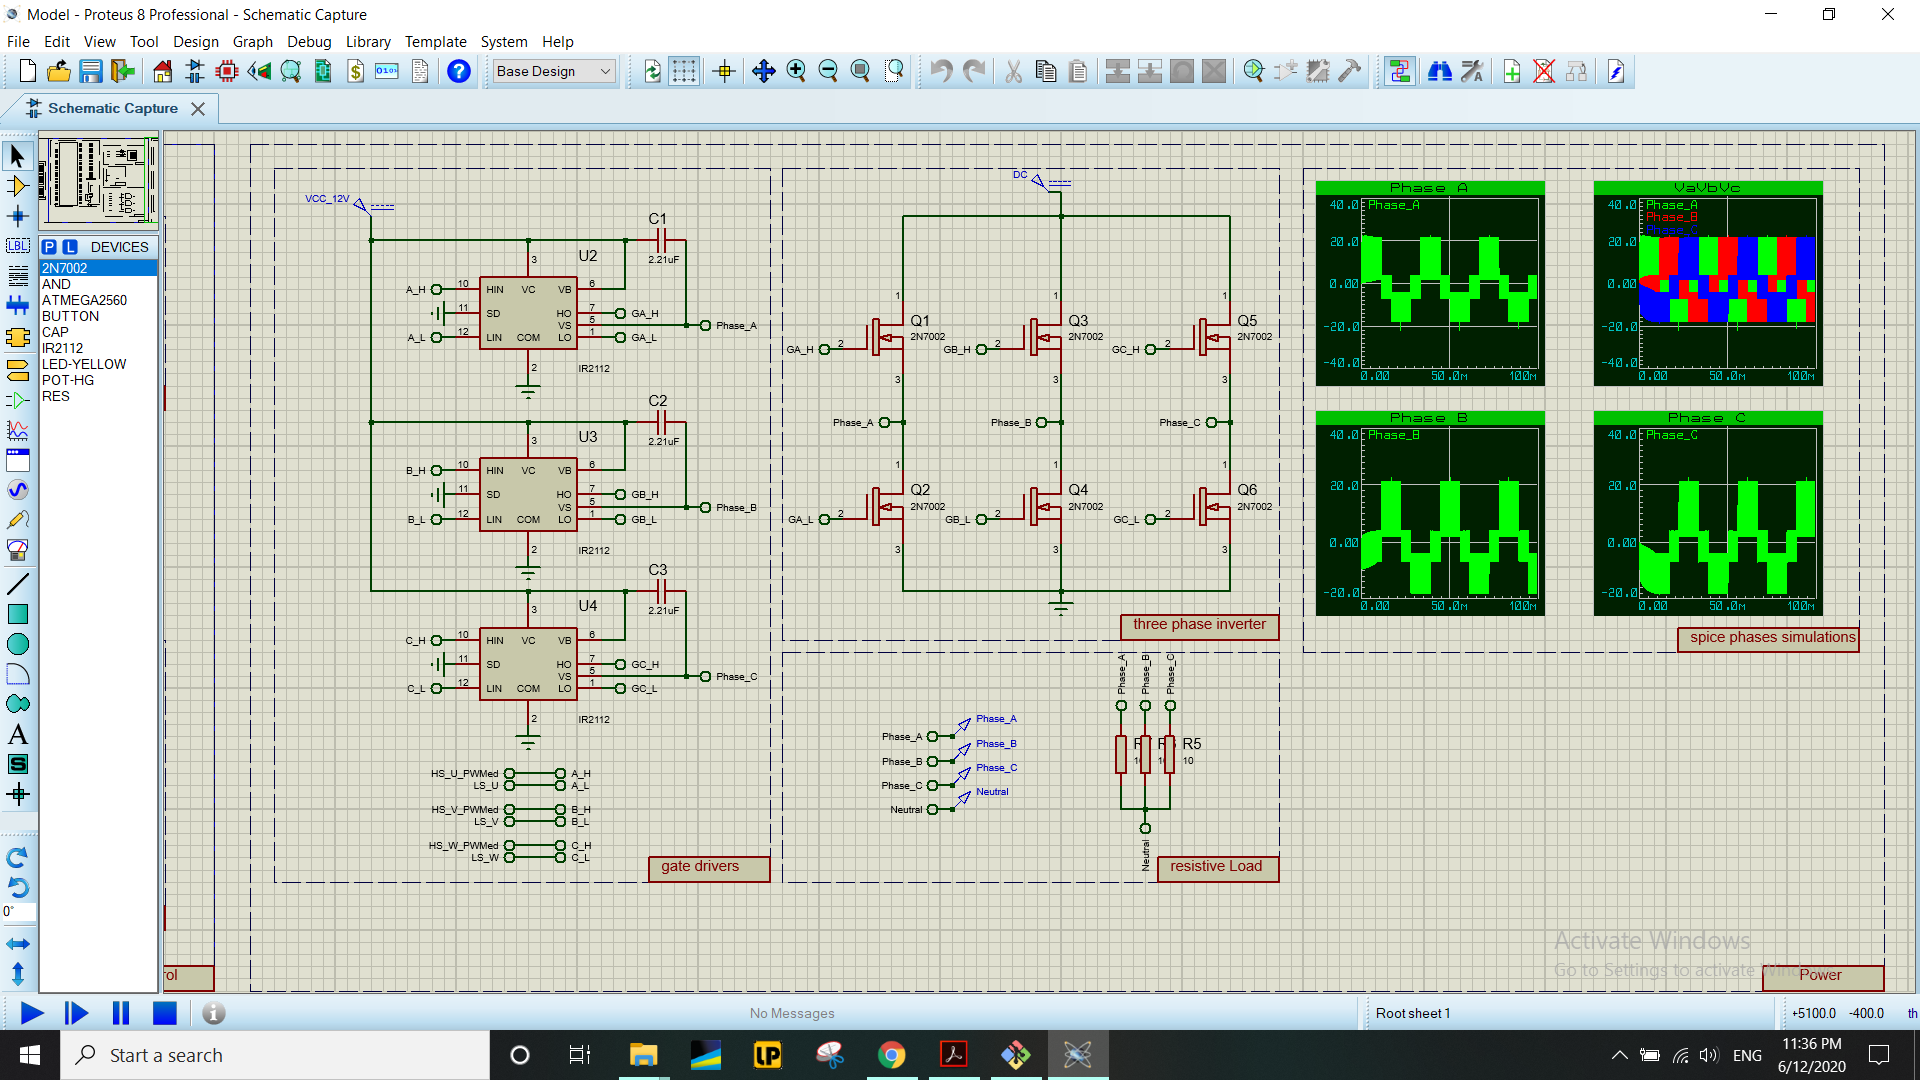 Model - Proteus 8 Professional - Schematic Capture
File Edit View Tool Design Graph Debug Library Template System Help
Base Design
Schematic Capture
P L DEVICES
2N7002
AND
ATMEGA2560
BUTTON
CAP
IR2112
LED-YELLOW
POT-HG
RES
LBL
0°
VCC_12V
C1
2.21uF
U2
A_H 10 HIN VC VB 6
3
11 SD HO 7 GA_H
VS 5 Phase_A
A_L 12 LIN COM LO 1 GA_L
2
IR2112
C2
2.21uF
U3
B_H 10 HIN VC VB 6
3
11 SD HO 7 GB_H
VS 5 Phase_B
B_L 12 LIN COM LO 1 GB_L
2
IR2112
C3
2.21uF
U4
C_H 10 HIN VC VB 6
3
11 SD HO 7 GC_H
VS 5 Phase_C
C_L 12 LIN COM LO 1 GC_L
2
IR2112
HS_U_PWMed A_H
LS_U A_L
HS_V_PWMed B_H
LS_V B_L
HS_W_PWMed C_H
LS_W C_L
gate drivers
DC
1 1 1
Q1 Q3 Q5
2N7002 2N7002 2N7002
GA_H 2 GB_H 2 GC_H 2
3 3 3
Phase_A Phase_B Phase_C
1 1 1
Q2 Q4 Q6
2N7002 2N7002 2N7002
GA_L 2 GB_L 2 GC_L 2
3 3 3
three phase inverter
Phase_A Phase_B Phase_C
Phase_A Phase_A
Phase_B Phase_B
Phase_C Phase_C
Neutral Neutral
R5
10
Neutral
resistive Load
Phase A
40.0 Phase_A
20.0
0.00
-20.0
-40.0
0.00 50.0m 100m
VaVbVc
40.0 Phase_A
Phase_B
Phase_C
20.0
0.00
-20.0
-40.0
0.00 50.0m 100m
Phase B
40.0 Phase_B
20.0
0.00
-20.0
0.00 50.0m 100m
Phase C
40.0 Phase_C
20.0
0.00
-20.0
0.00 50.0m 100m
spice phases simulations
rol
Activate Windows
Go to Settings to activate Windows.
Power
No Messages
Root sheet 1
+5100.0 -400.0 th
Start a search
LP
ENG
11:36 PM
6/12/2020